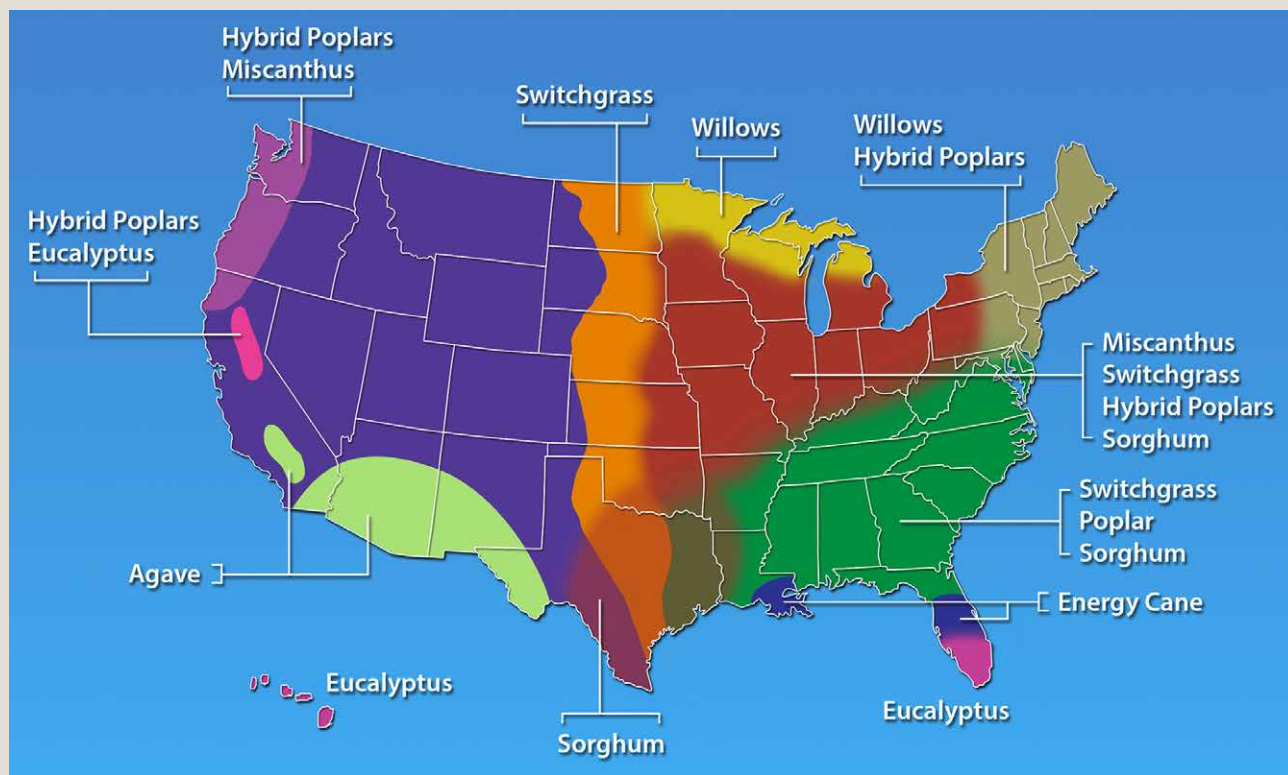 Hybrid Poplars
Miscanthus
Switchgrass
Willows
Willows
Hybrid Poplars
Hybrid Poplars
Eucalyptus
Miscanthus
Switchgrass
Hybrid Poplars
Sorghum
Switchgrass
Poplar
Sorghum
Agave
Energy Cane
Eucalyptus
Eucalyptus
Sorghum